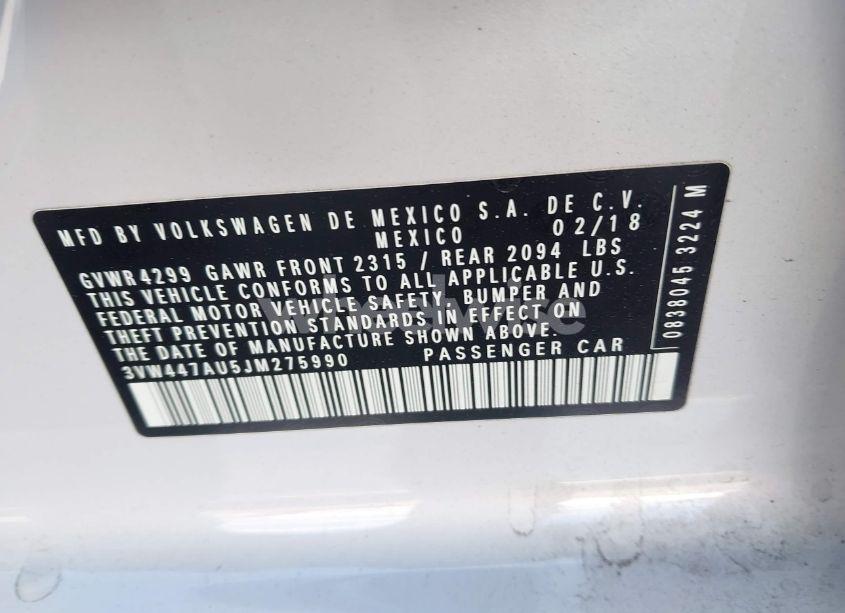 MFD BY VOLKSWAGEN DE MEXICO S.A. DE C.V.
MEXICO 02/18
GVWR4299 GAWR FRONT 2315 / REAR 2094 LBS
THIS VEHICLE CONFORMS TO ALL APPLICABLE U.S.
FEDERAL MOTOR VEHICLE SAFETY, BUMPER AND
THEFT PREVENTION STANDARDS IN EFFECT ON
THE DATE OF MANUFACTURE SHOWN ABOVE.
3VW447AU5JM275990 PASSENGER CAR
0838045 3224 M